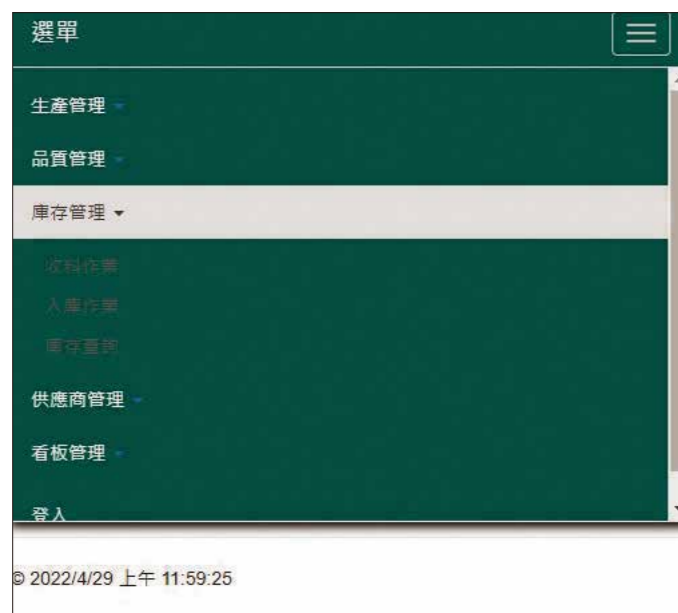 選單
生產管理
品質管理
庫存管理
收料作業
入庫作業
庫存查詢
供應商管理
看板管理
登入
© 2022/4/29 上午 11:59:25